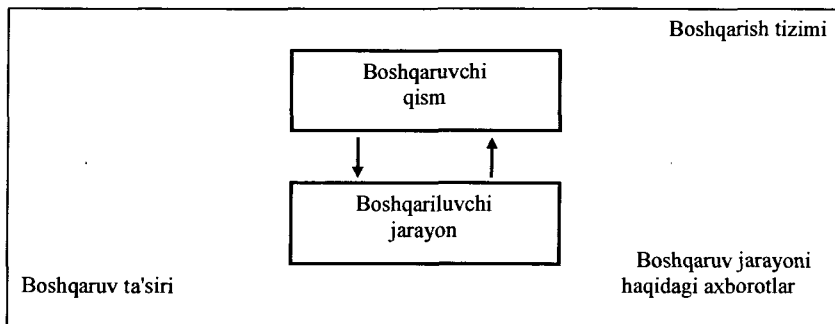 Boshqarish tizimi
Boshqaruvchi
qism
Boshqariluvchi
jarayon
Boshqaruv ta'siri
Boshqaruv jarayoni
haqidagi axborotlar